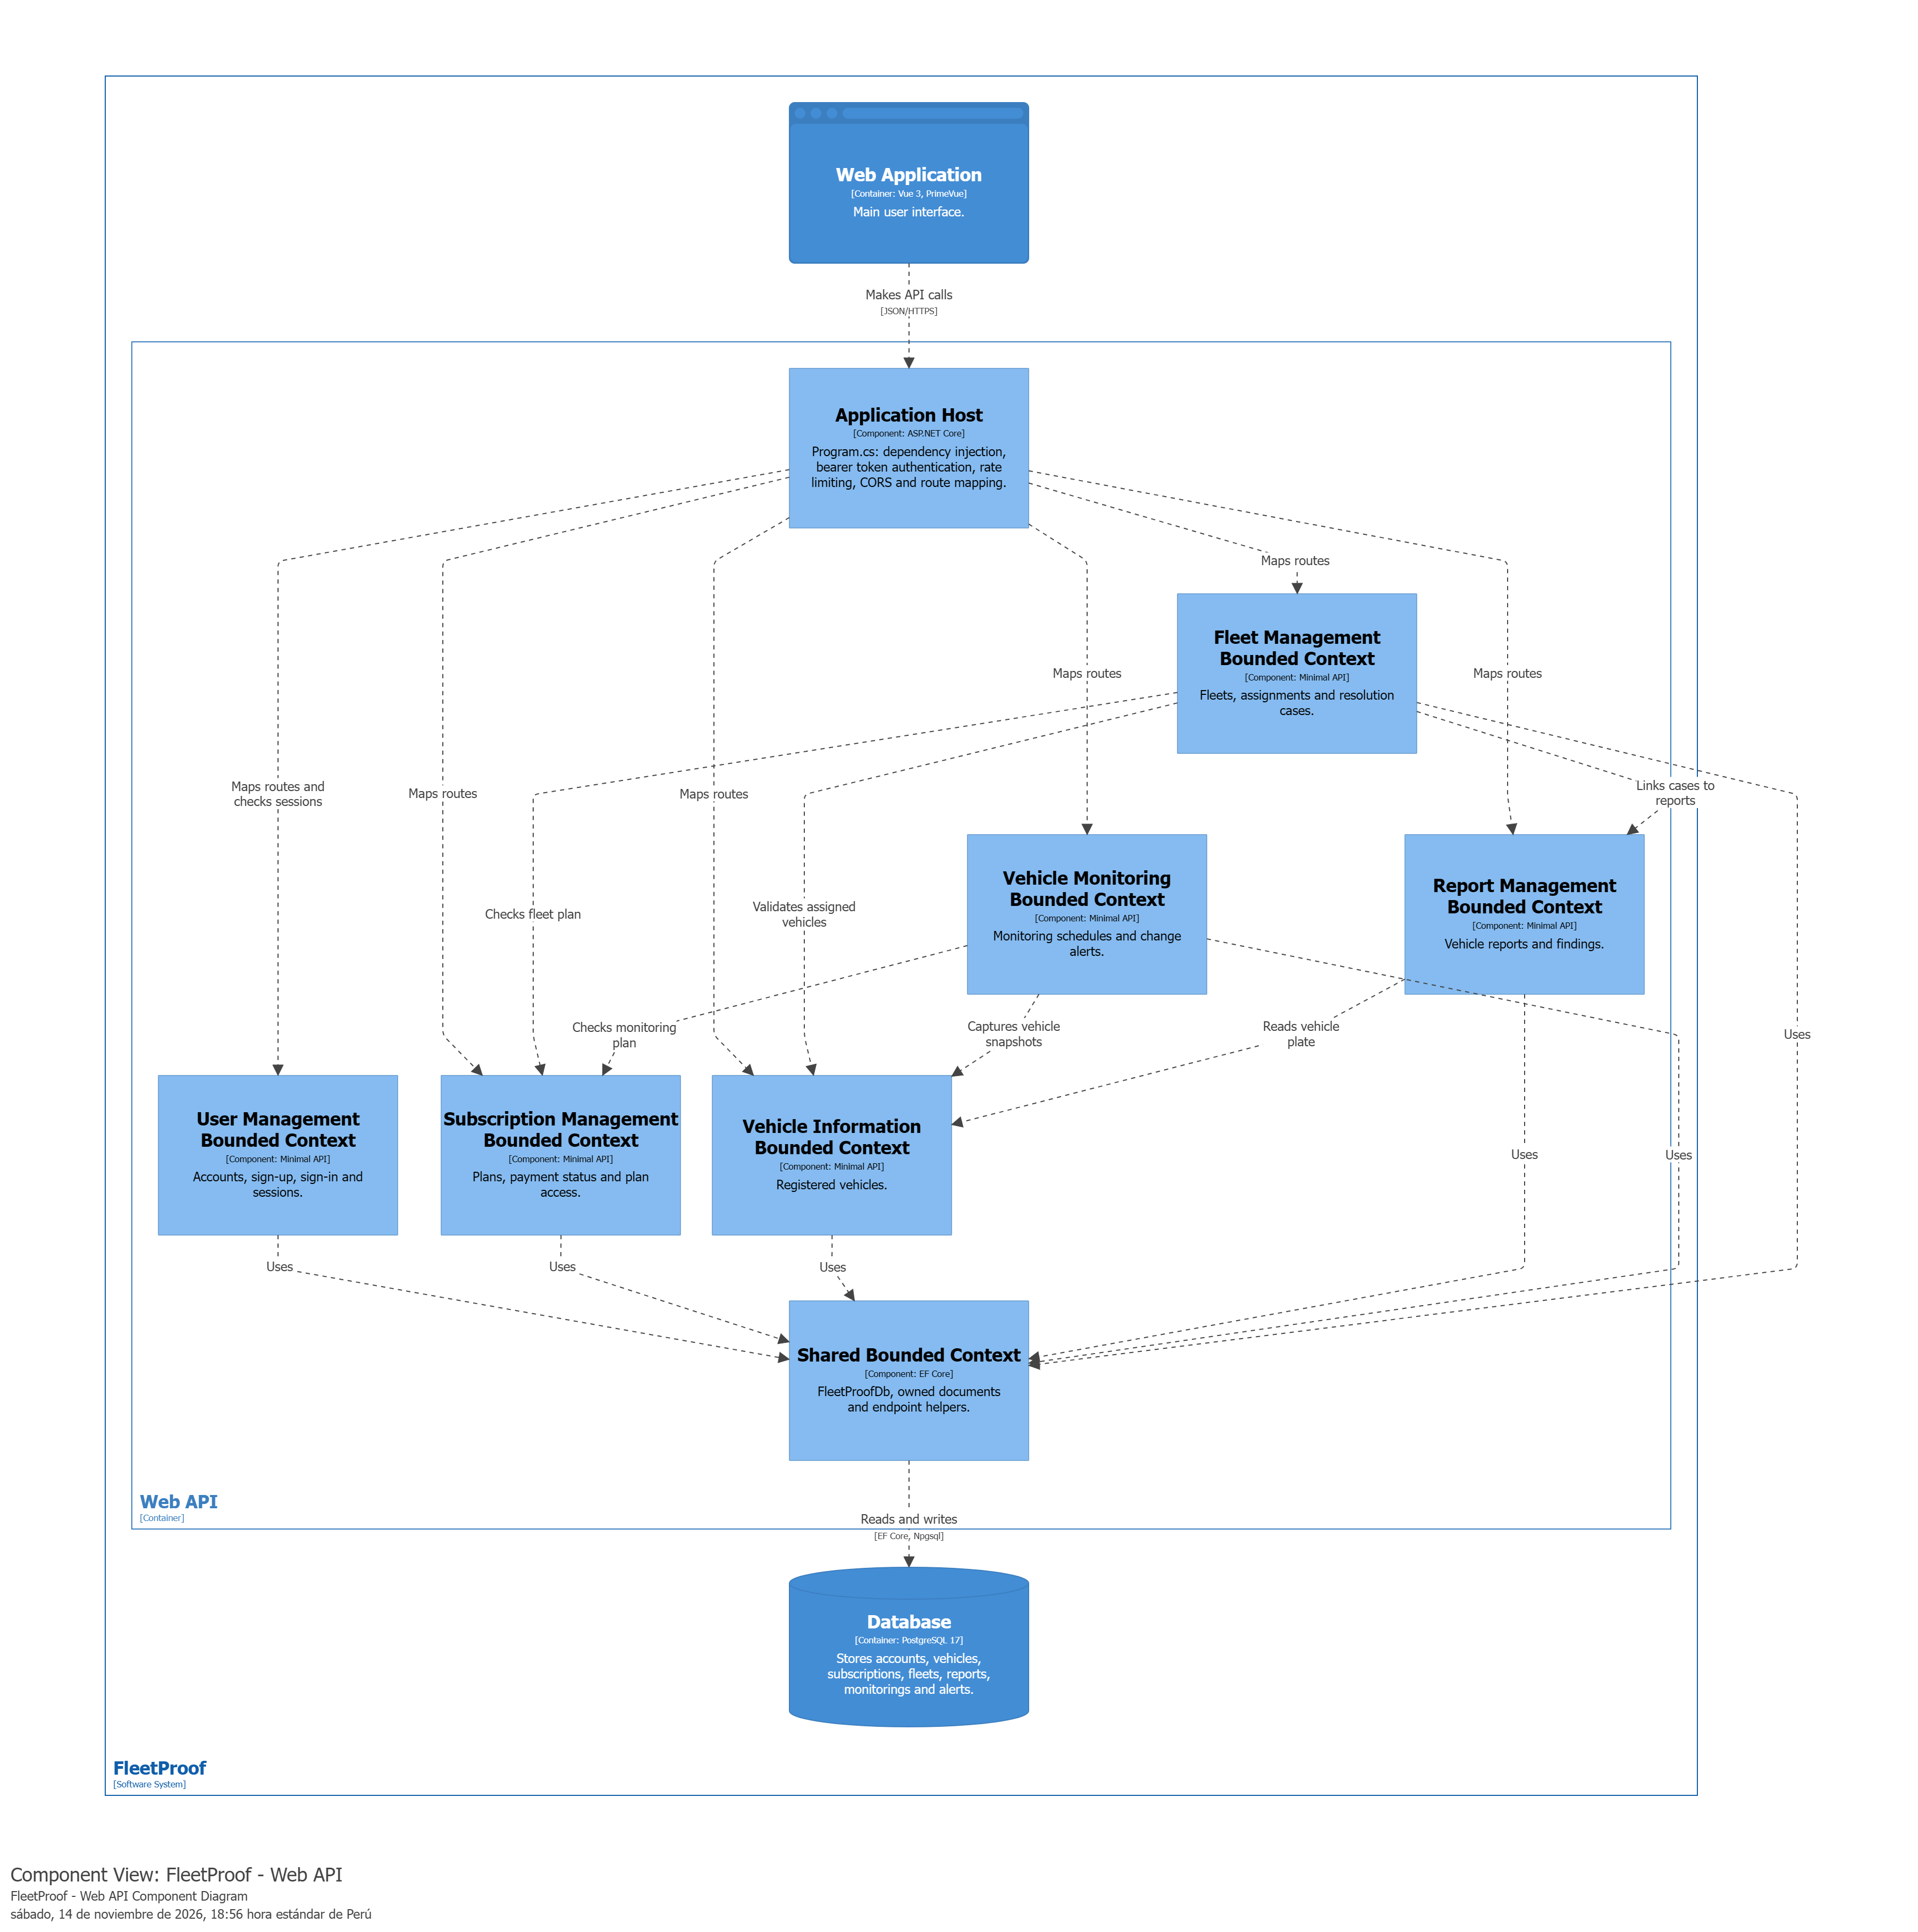 Web Application
[Container: Vue 3, PrimeVue]
Main user interface.
Makes API calls
[JSON/HTTPS]
Application Host
[Component: ASP.NET Core]
Program.cs: dependency injection,
bearer token authentication, rate
limiting, CORS and route mapping.
Maps routes
Fleet Management
Bounded Context
[Component: Minimal API]
Fleets, assignments and resolution
cases.
Maps routes
Maps routes
Maps routes and
checks sessions
Maps routes
Maps routes
Links cases to
reports
Checks fleet plan
Validates assigned
vehicles
Vehicle Monitoring
Bounded Context
[Component: Minimal API]
Monitoring schedules and change
alerts.
Report Management
Bounded Context
[Component: Minimal API]
Vehicle reports and findings.
Checks monitoring
plan
Captures vehicle
snapshots
Reads vehicle
plate
Uses
User Management
Bounded Context
[Component: Minimal API]
Accounts, sign-up, sign-in and
sessions.
Subscription Management
Bounded Context
[Component: Minimal API]
Plans, payment status and plan
access.
Vehicle Information
Bounded Context
[Component: Minimal API]
Registered vehicles.
Uses
Uses
Uses
Uses
Uses
Shared Bounded Context
[Component: EF Core]
FleetProofDb, owned documents
and endpoint helpers.
Web API
[Container]
Reads and writes
[EF Core, Npgsql]
Database
[Container: PostgreSQL 17]
Stores accounts, vehicles,
subscriptions, fleets, reports,
monitorings and alerts.
FleetProof
[Software System]
Component View: FleetProof - Web API
FleetProof - Web API Component Diagram
sábado, 14 de noviembre de 2026, 18:56 hora estándar de Perú